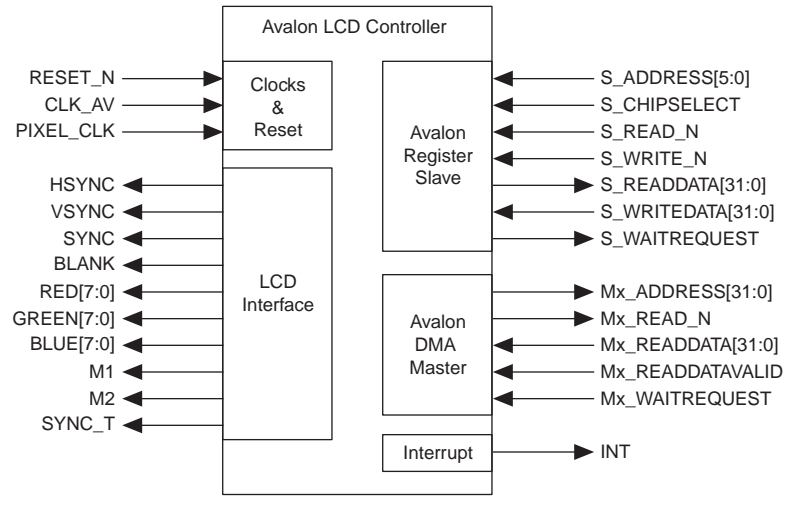 Avalon LCD Controller
RESET_N
CLK_AV
PIXEL_CLK
Clocks
&
Reset
HSYNC
VSYNC
SYNC
BLANK
RED[7:0]
GREEN[7:0]
BLUE[7:0]
M1
M2
SYNC_T
LCD
Interface
Avalon
Register
Slave
S_ADDRESS[5:0]
S_CHIPSELECT
S_READ_N
S_WRITE_N
S_READDATA[31:0]
S_WRITEDATA[31:0]
S_WAITREQUEST
Avalon
DMA
Master
Mx_ADDRESS[31:0]
Mx_READ_N
Mx_READDATA[31:0]
Mx_READDATAVALID
Mx_WAITREQUEST
Interrupt
INT